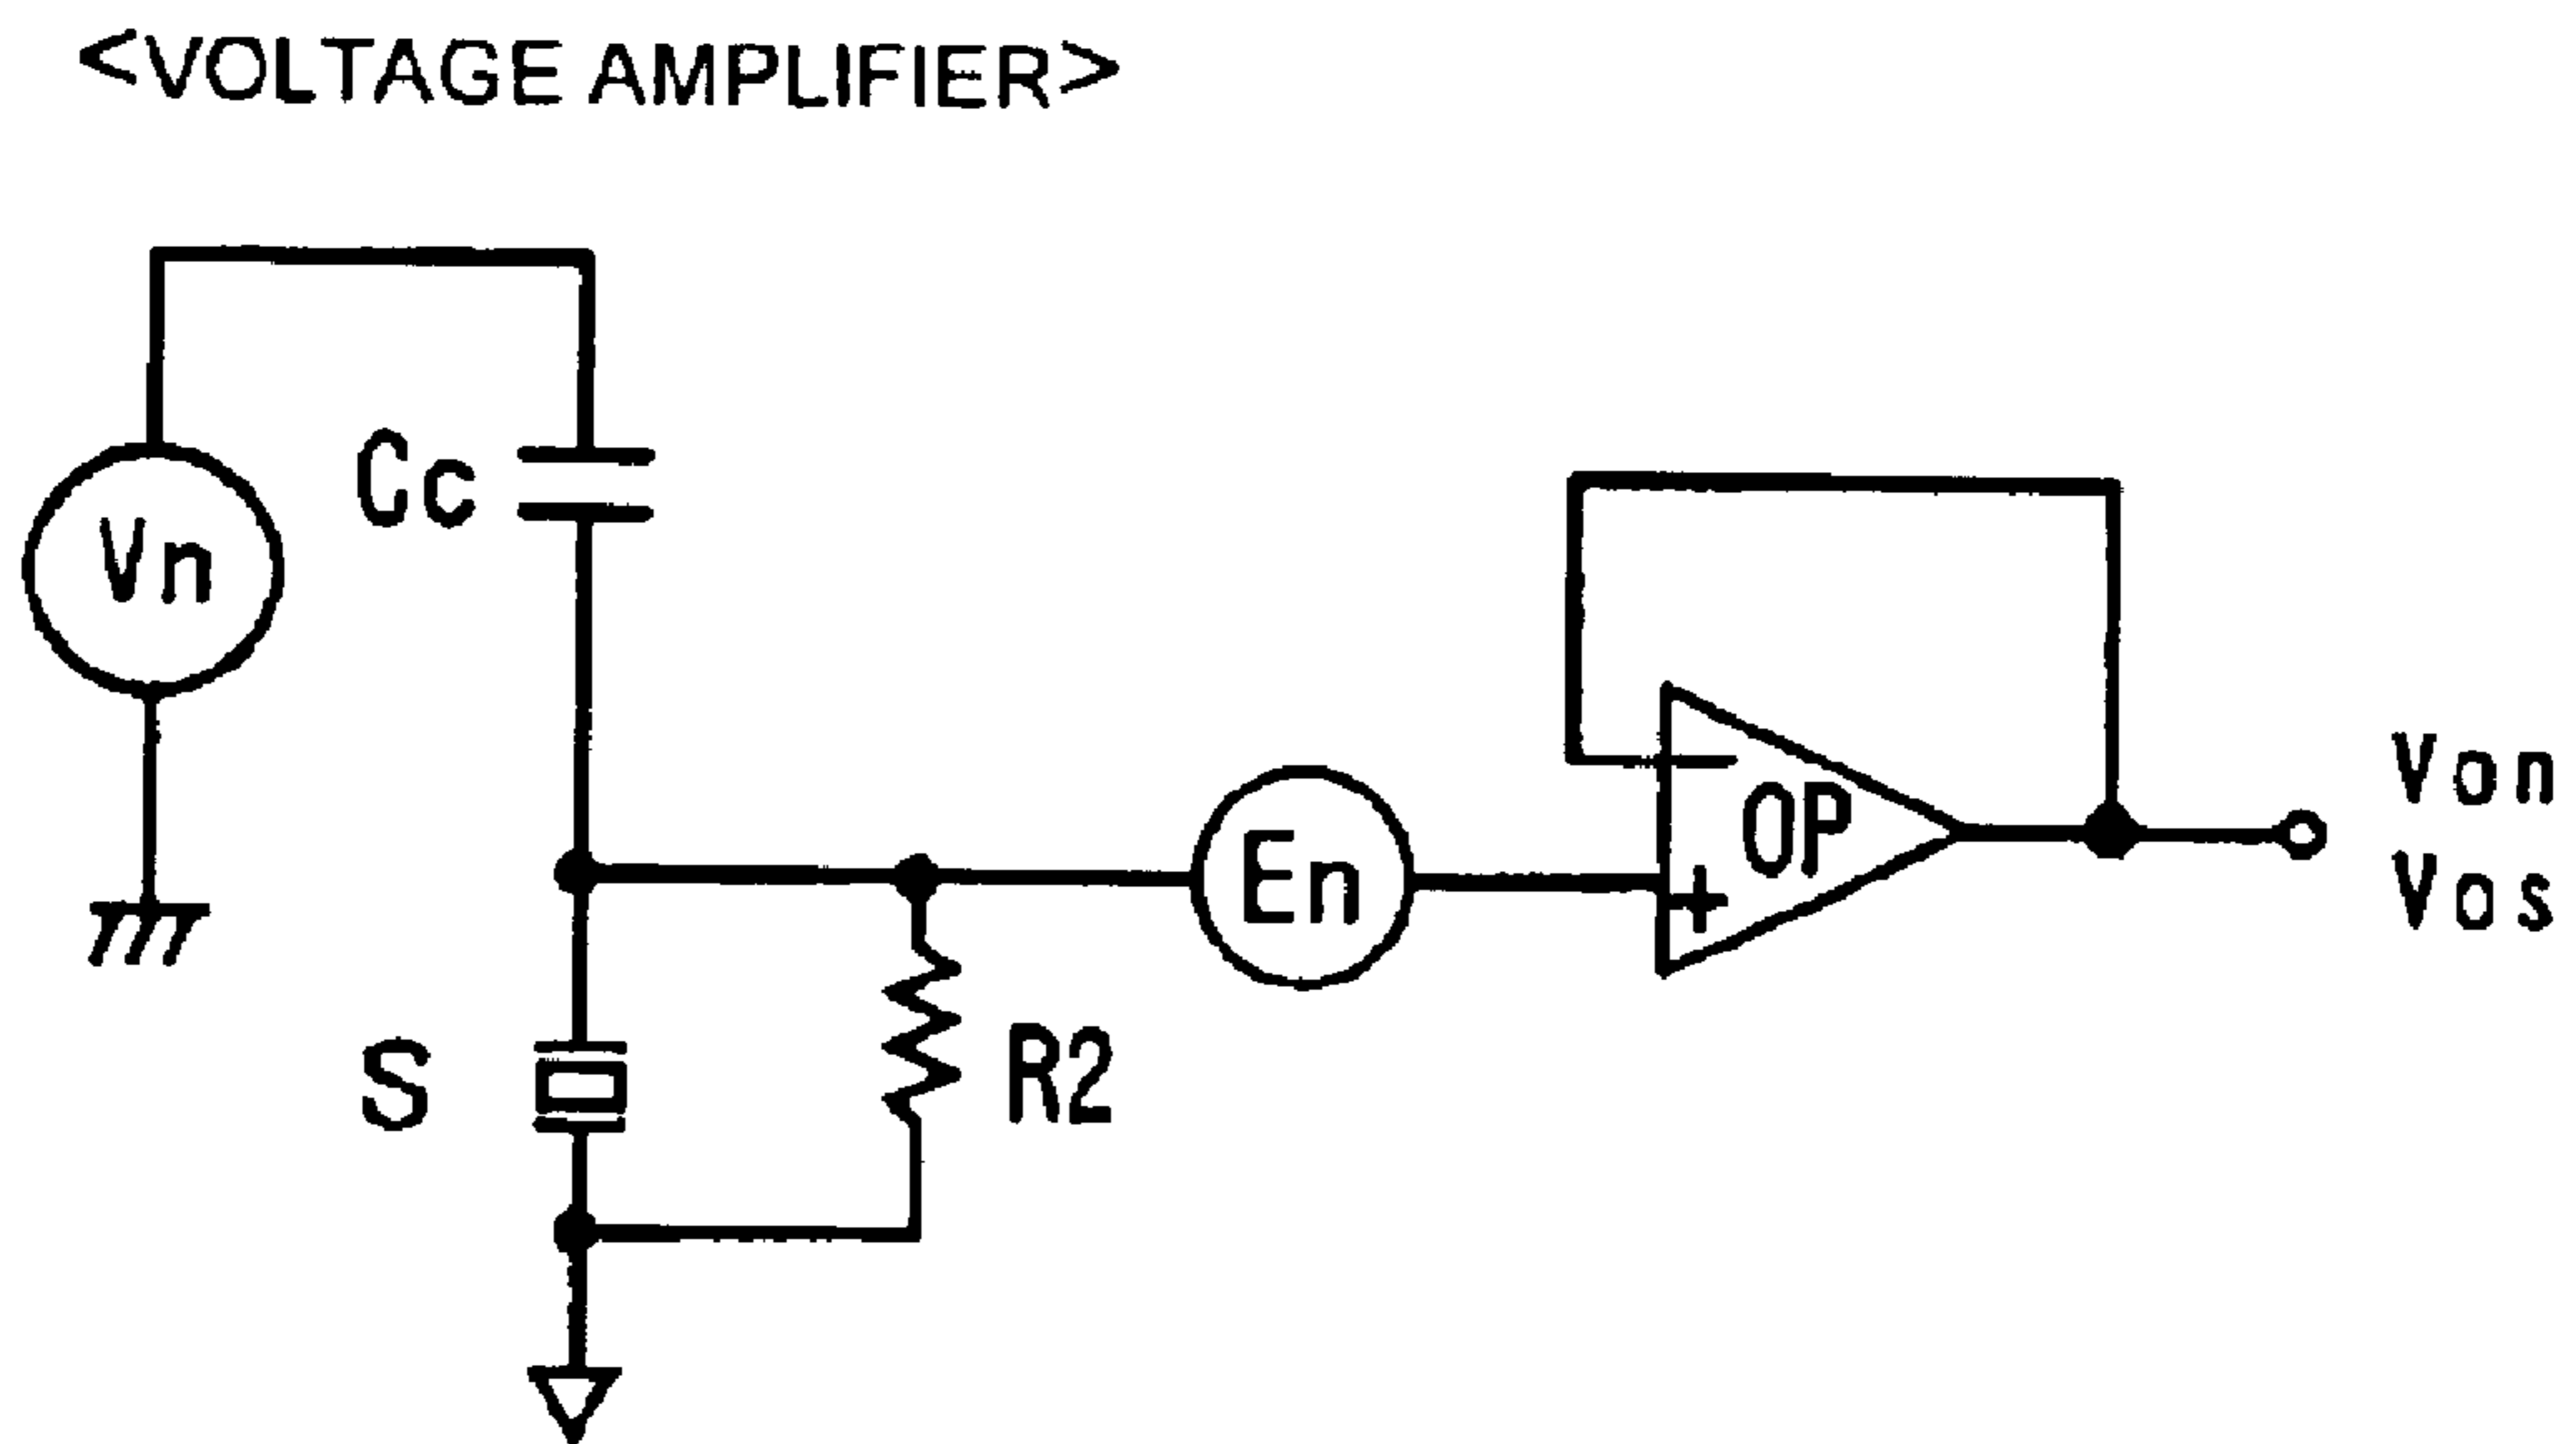 <VOLTAGE AMPLIFIER>
Vn
Cc
En
OP
−
+
Von
Vos
S
R2